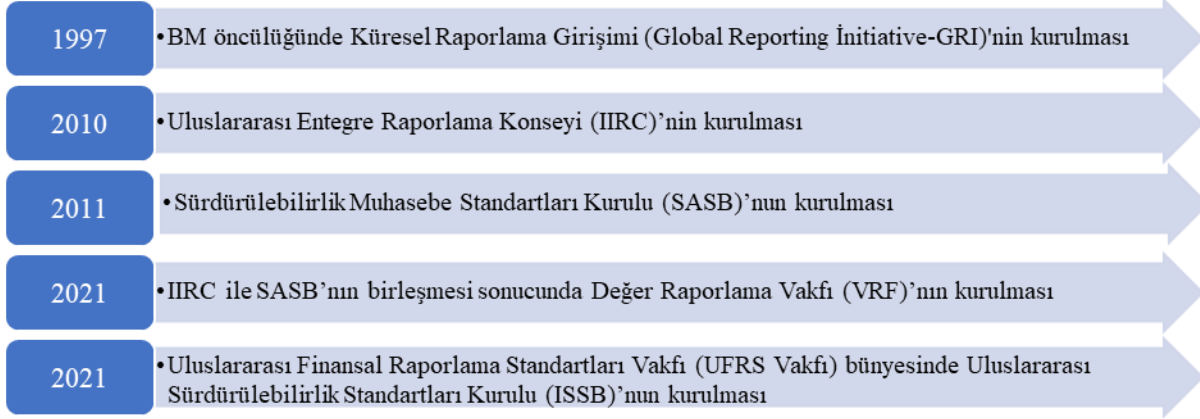 1997
•BM öncülüğünde Küresel Raporlama Girişimi (Global Reporting İnitiative-GRI)'nin kurulması
2010
•Uluslararası Entegre Raporlama Konseyi (IIRC)’nin kurulması
2011
•Sürdürülebilirlik Muhasebe Standartları Kurulu (SASB)’nun kurulması
2021
•IIRC ile SASB’nın birleşmesi sonucunda Değer Raporlama Vakfı (VRF)’nın kurulması
2021
•Uluslararası Finansal Raporlama Standartları Vakfı (UFRS Vakfı) bünyesinde Uluslararası
Sürdürülebilirlik Standartları Kurulu (ISSB)’nun kurulması